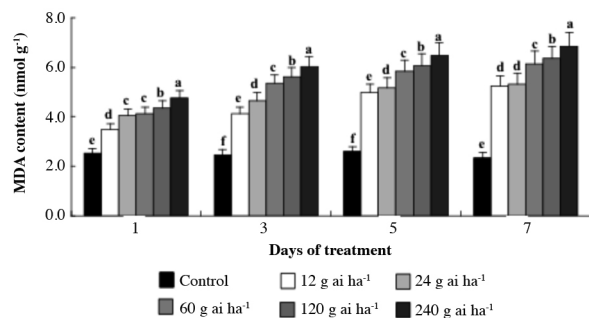 8.0
6.0
4.0
2.0
0.0
MDA content (nmol g⁻¹)
e d c c b a
f e d c b a
f e d c b a
e d d c b a
1 3 5 7
Days of treatment
Control 12 g ai ha⁻¹ 24 g ai ha⁻¹
60 g ai ha⁻¹ 120 g ai ha⁻¹ 240 g ai ha⁻¹